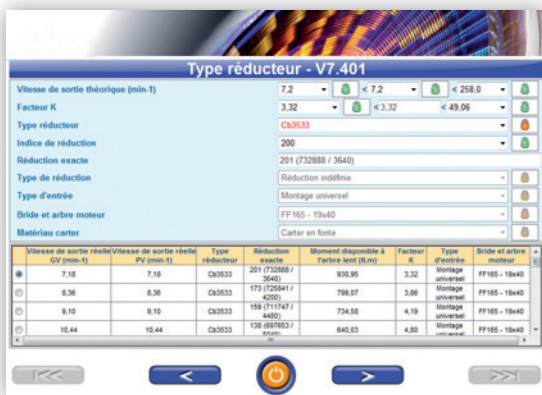 Type réducteur - V7.401
Vitesse de sortie théorique (min-1) 7,2 < 7,2 < 258,0
Facteur K 3,32 < 3,32 < 49,06
Type réducteur Cb3533
Indice de réduction 200
Réduction exacte 201 (732888 / 3640)
Type de réduction Réduction indéfinie
Type d'entrée Montage universel
Bride et arbre moteur FF165 - 19x40
Matériau carter Carter en fonte
Vitesse de sortie réelle GV (min-1) Vitesse de sortie réelle PV (min-1) Type réducteur Réduction exacte Moment disponible à l'arbre lent (N.m) Facteur K Type d'entrée Bride et arbre moteur
7,18 7,18 Cb3533 201 (732888 / 3640) 930,95 3,32 Montage universel FF165 - 19x40
8,36 8,36 Cb3533 173 (725841 / 4200) 799,07 3,86 Montage universel FF165 - 19x40
9,10 9,10 Cb3533 159 (711747 / 4480) 734,58 4,19 Montage universel FF165 - 19x40
10,44 10,44 Cb3533 138 (697653 / 5040) 640,03 4,80 Montage universel FF165 - 19x40